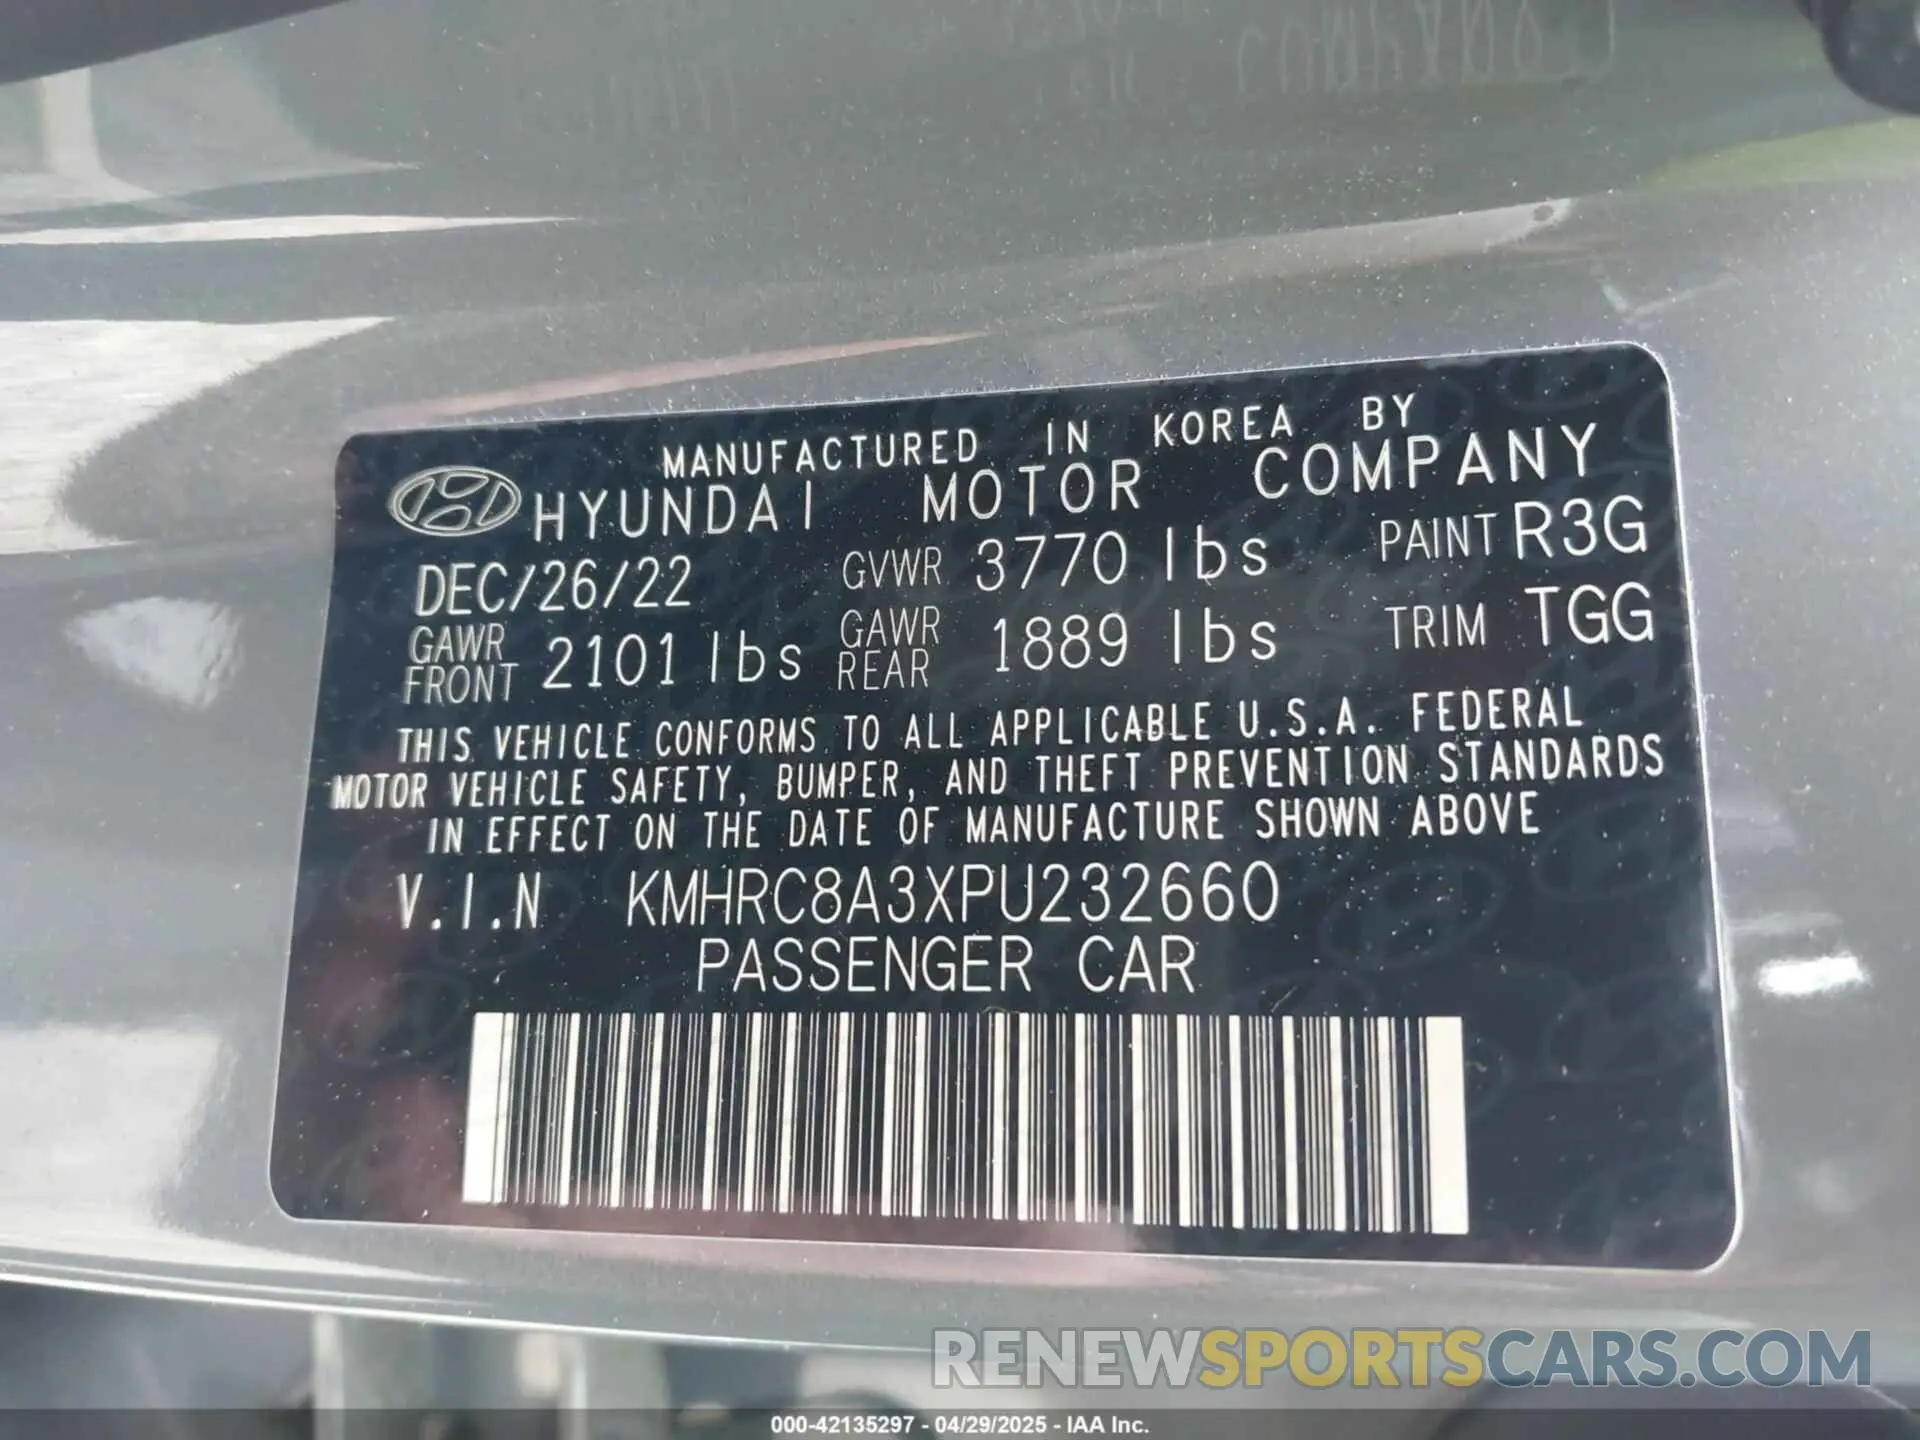 MANUFACTURED IN KOREA BY
HYUNDAI MOTOR COMPANY
DEC/26/22 GVWR 3770 lbs PAINT R3G
GAWR FRONT 2101 lbs GAWR REAR 1889 lbs TRIM TGG
THIS VEHICLE CONFORMS TO ALL APPLICABLE U.S.A. FEDERAL
MOTOR VEHICLE SAFETY, BUMPER, AND THEFT PREVENTION STANDARDS
IN EFFECT ON THE DATE OF MANUFACTURE SHOWN ABOVE
V.I.N KMHRC8A3XPU232660
PASSENGER CAR
RENEWSPORTSCARS.COM
000-42135297 - 04/29/2025 - IAA Inc.